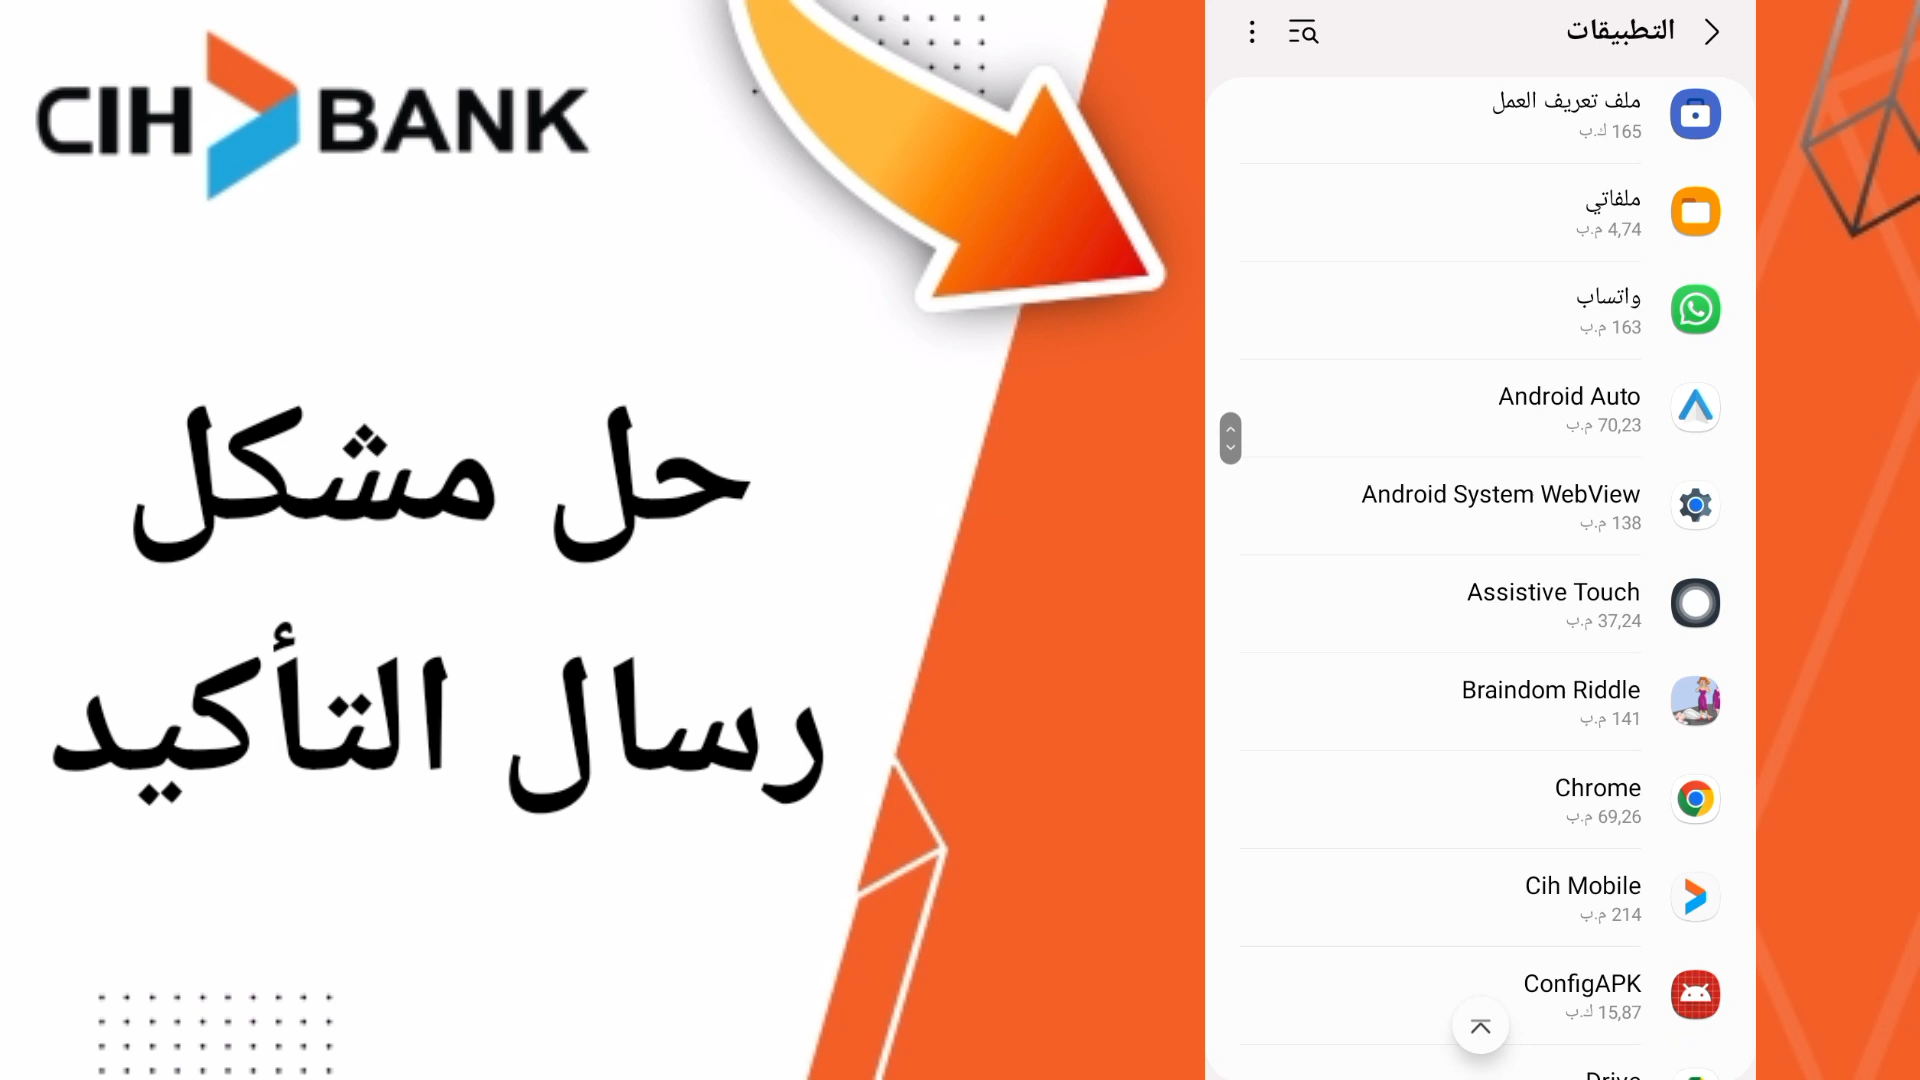 CIH BANK
حل مشكل
رسال التأكيد
التطبيقات
ملف تعريف العمل
165 ك.ب
ملفاتي
4,74 م.ب
واتساب
163 م.ب
Android Auto
70,23 م.ب
Android System WebView
138 م.ب
Assistive Touch
37,24 م.ب
Braindom Riddle
141 م.ب
Chrome
69,26 م.ب
Cih Mobile
214 م.ب
ConfigAPK
15,87 ك.ب
Drive